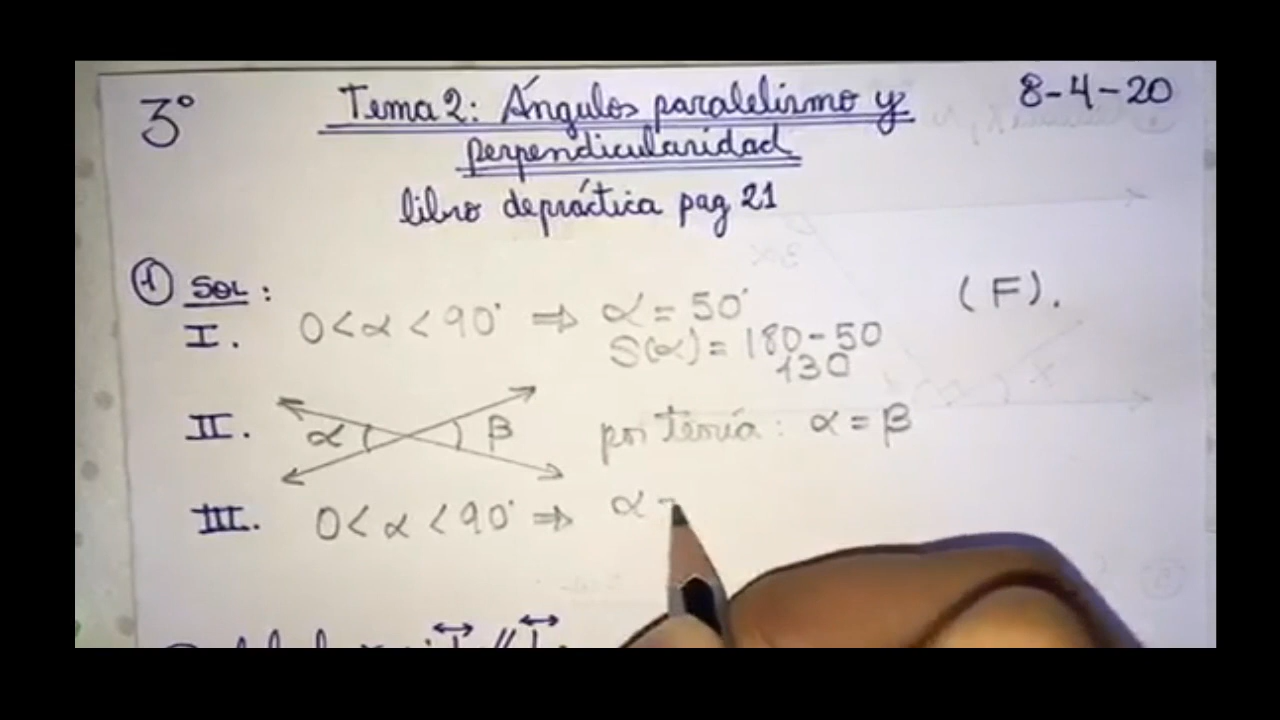 3°
Tema 2: Ángulos paralelismo y
perpendicularidad
8-4-20
libro de práctica pag 21
1 SOL:
I. 0<α<90° ⇒ α=50° (F).
S(α)=180-50
130
II. α β por teoría: α=β
III. 0<α<90° ⇒ α